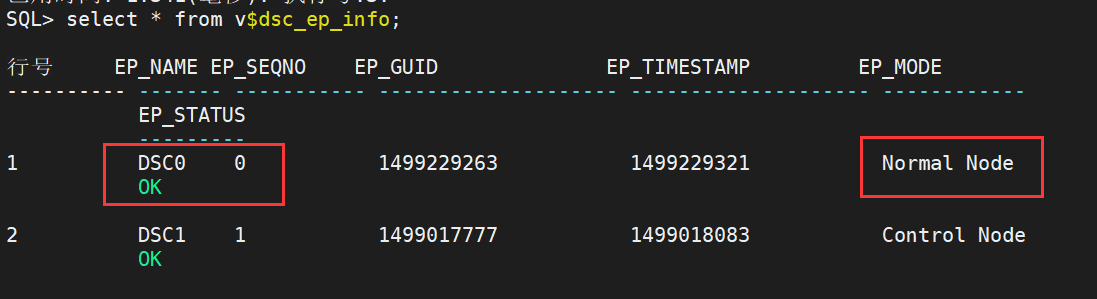 SQL> select * from v$dsc_ep_info;
行号 EP_NAME EP_SEQNO EP_GUID EP_TIMESTAMP EP_MODE
---------- ------- ----------- -------------------- -------------------- ------------
EP_STATUS
---------
1 DSC0 0 1499229263 1499229321 Normal Node
OK
2 DSC1 1 1499017777 1499018083 Control Node
OK